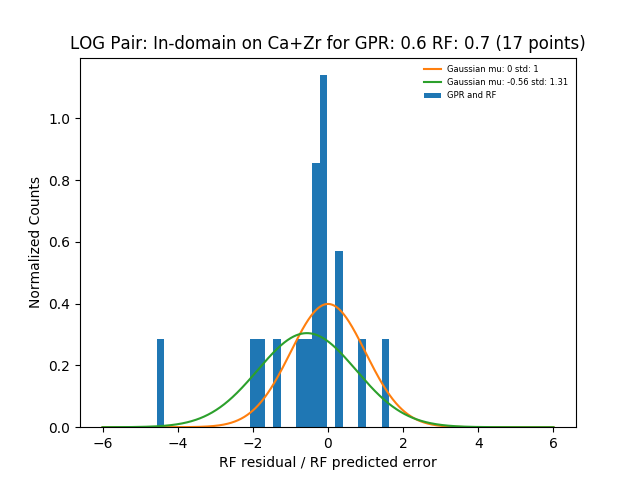 LOG Pair: In-domain on Ca+Zr for GPR: 0.6 RF: 0.7 (17 points)
Gaussian mu: 0 std: 1
Gaussian mu: -0.56 std: 1.31
GPR and RF
Normalized Counts
1.0
0.8
0.6
0.4
0.2
0.0
−6 −4 −2 0 2 4 6
RF residual / RF predicted error